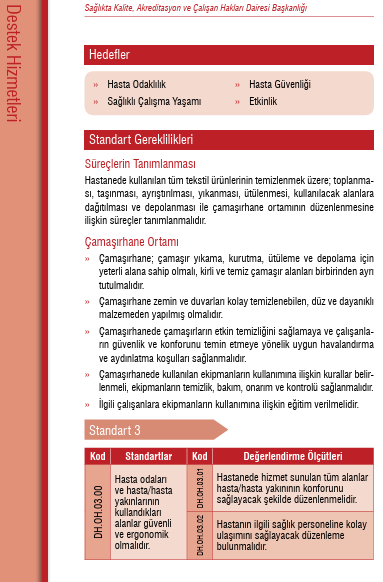 Sağlıkta Kalite, Akreditasyon ve Çalışan Hakları Dairesi Başkanlığı
Destek Hizmetleri
Hedefler
» Hasta Odaklılık
» Hasta Güvenliği
» Sağlıklı Çalışma Yaşamı
» Etkinlik
Standart Gereklilikleri
Süreçlerin Tanımlanması
Hastanede kullanılan tüm tekstil ürünlerinin temizlenmek üzere; toplanma-
sı, taşınması, ayrıştırılması, yıkanması, ütülenmesi, kullanılacak alanlara
dağıtılması ve depolanması ile çamaşırhane ortamının düzenlenmesine
ilişkin süreçler tanımlanmalıdır.
Çamaşırhane Ortamı
» Çamaşırhane; çamaşır yıkama, kurutma, ütüleme ve depolama için
yeterli alana sahip olmalı, kirli ve temiz çamaşır alanları birbirinden ayrı
tutulmalıdır.
» Çamaşırhane zemin ve duvarları kolay temizlenebilen, düz ve dayanıklı
malzemeden yapılmış olmalıdır.
» Çamaşırhanede çamaşırların etkin temizliğini sağlamaya ve çalışanla-
rın güvenlik ve konforunu temin etmeye yönelik uygun havalandırma
ve aydınlatma koşulları sağlanmalıdır.
» Çamaşırhanede kullanılan ekipmanların kullanımına ilişkin kurallar belir-
lenmeli, ekipmanların temizlik, bakım, onarım ve kontrolü sağlanmalıdır.
» İlgili çalışanlara ekipmanların kullanımına ilişkin eğitim verilmelidir.
Standart 3
Kod Standartlar Kod Değerlendirme Ölçütleri
DH.OH.03.00
Hasta odaları
ve hasta/hasta
yakınlarının
kullandıkları
alanlar güvenli
ve ergonomik
olmalıdır.
DH.OH.03.01
Hastanede hizmet sunulan tüm alanlar
hasta/hasta yakınının konforunu
sağlayacak şekilde düzenlenmelidir.
DH.OH.03.02
Hastanın ilgili sağlık personeline kolay
ulaşımını sağlayacak düzenleme
bulunmalıdır.